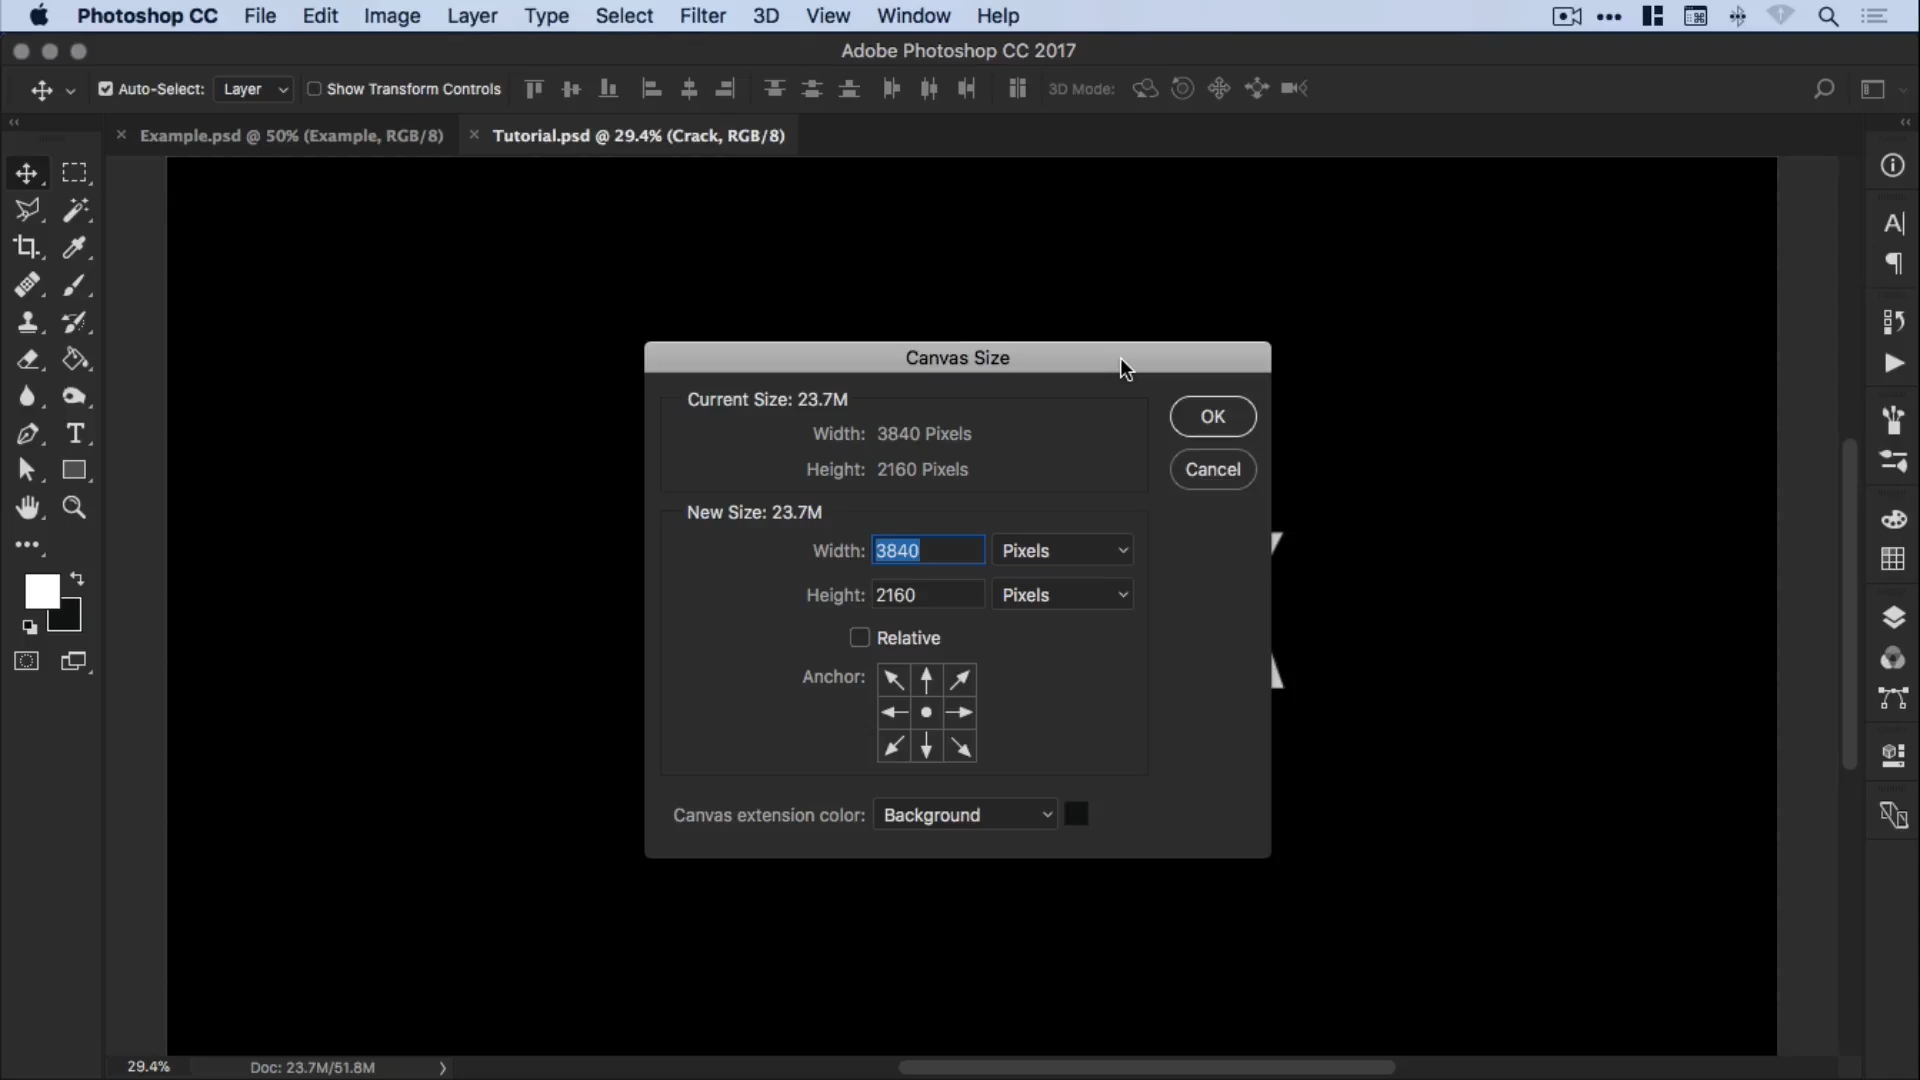 Photoshop CC File Edit Image Layer Type Select Filter 3D View Window Help
Adobe Photoshop CC 2017
Auto-Select: Layer Show Transform Controls 3D Mode:
Example.psd @ 50% (Example, RGB/8) Tutorial.psd @ 29.4% (Crack, RGB/8)
Canvas Size
Current Size: 23.7M
OK
Width: 3840 Pixels
Height: 2160 Pixels
Cancel
New Size: 23.7M
Width: 3840 Pixels
Height: 2160 Pixels
Relative
Anchor:
Canvas extension color: Background
29.4% Doc: 23.7M/51.8M